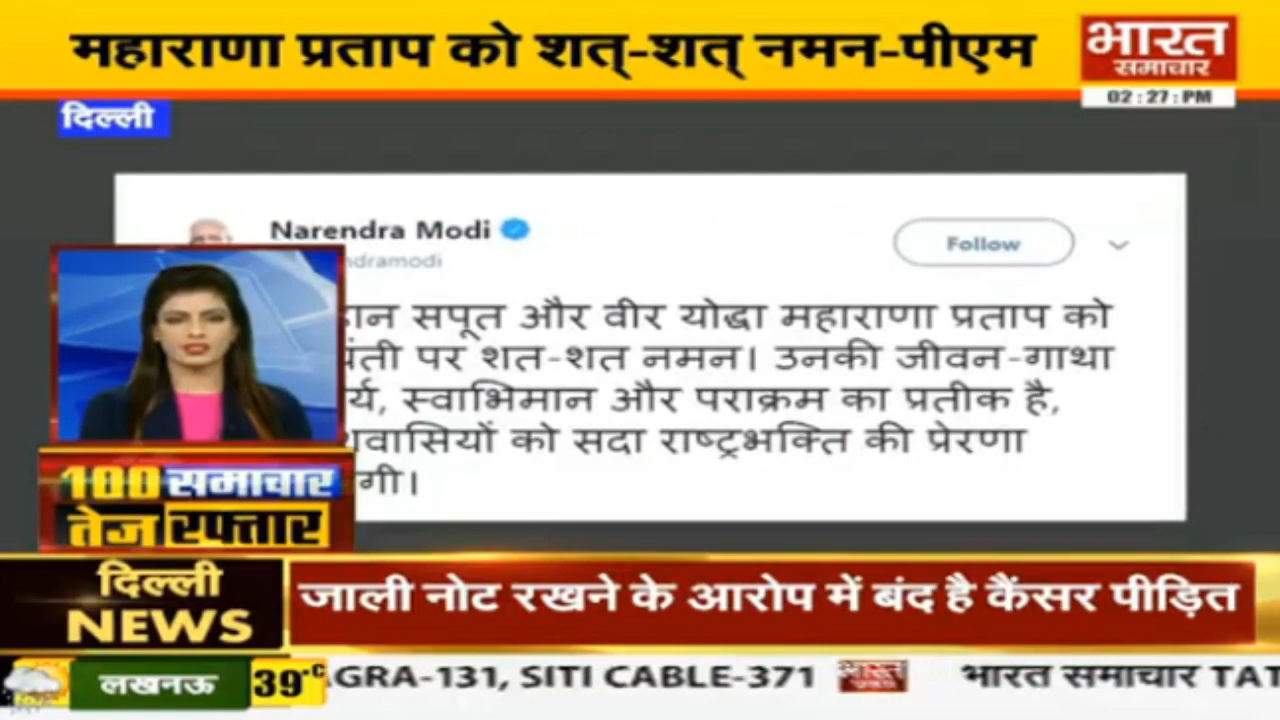 महाराणा प्रताप को शत्-शत् नमन-पीएम
भारत
समाचार
02:27:PM
दिल्ली
Narendra Modi
ndramodi
Follow
सपूत और वीर योद्धा महाराणा प्रताप को
पर शत-शत नमन। उनकी जीवन-गाथा
र्य, स्वाभिमान और पराक्रम का प्रतीक है,
वासियों को सदा राष्ट्रभक्ति की प्रेरणा
गी।
100 समाचार
तेज रफ्तार
दिल्ली
NEWS
जाली नोट रखने के आरोप में बंद है कैंसर पीड़ित
लखनऊ 39°C GRA-131, SITI CABLE-371 भारत समाचार TAT